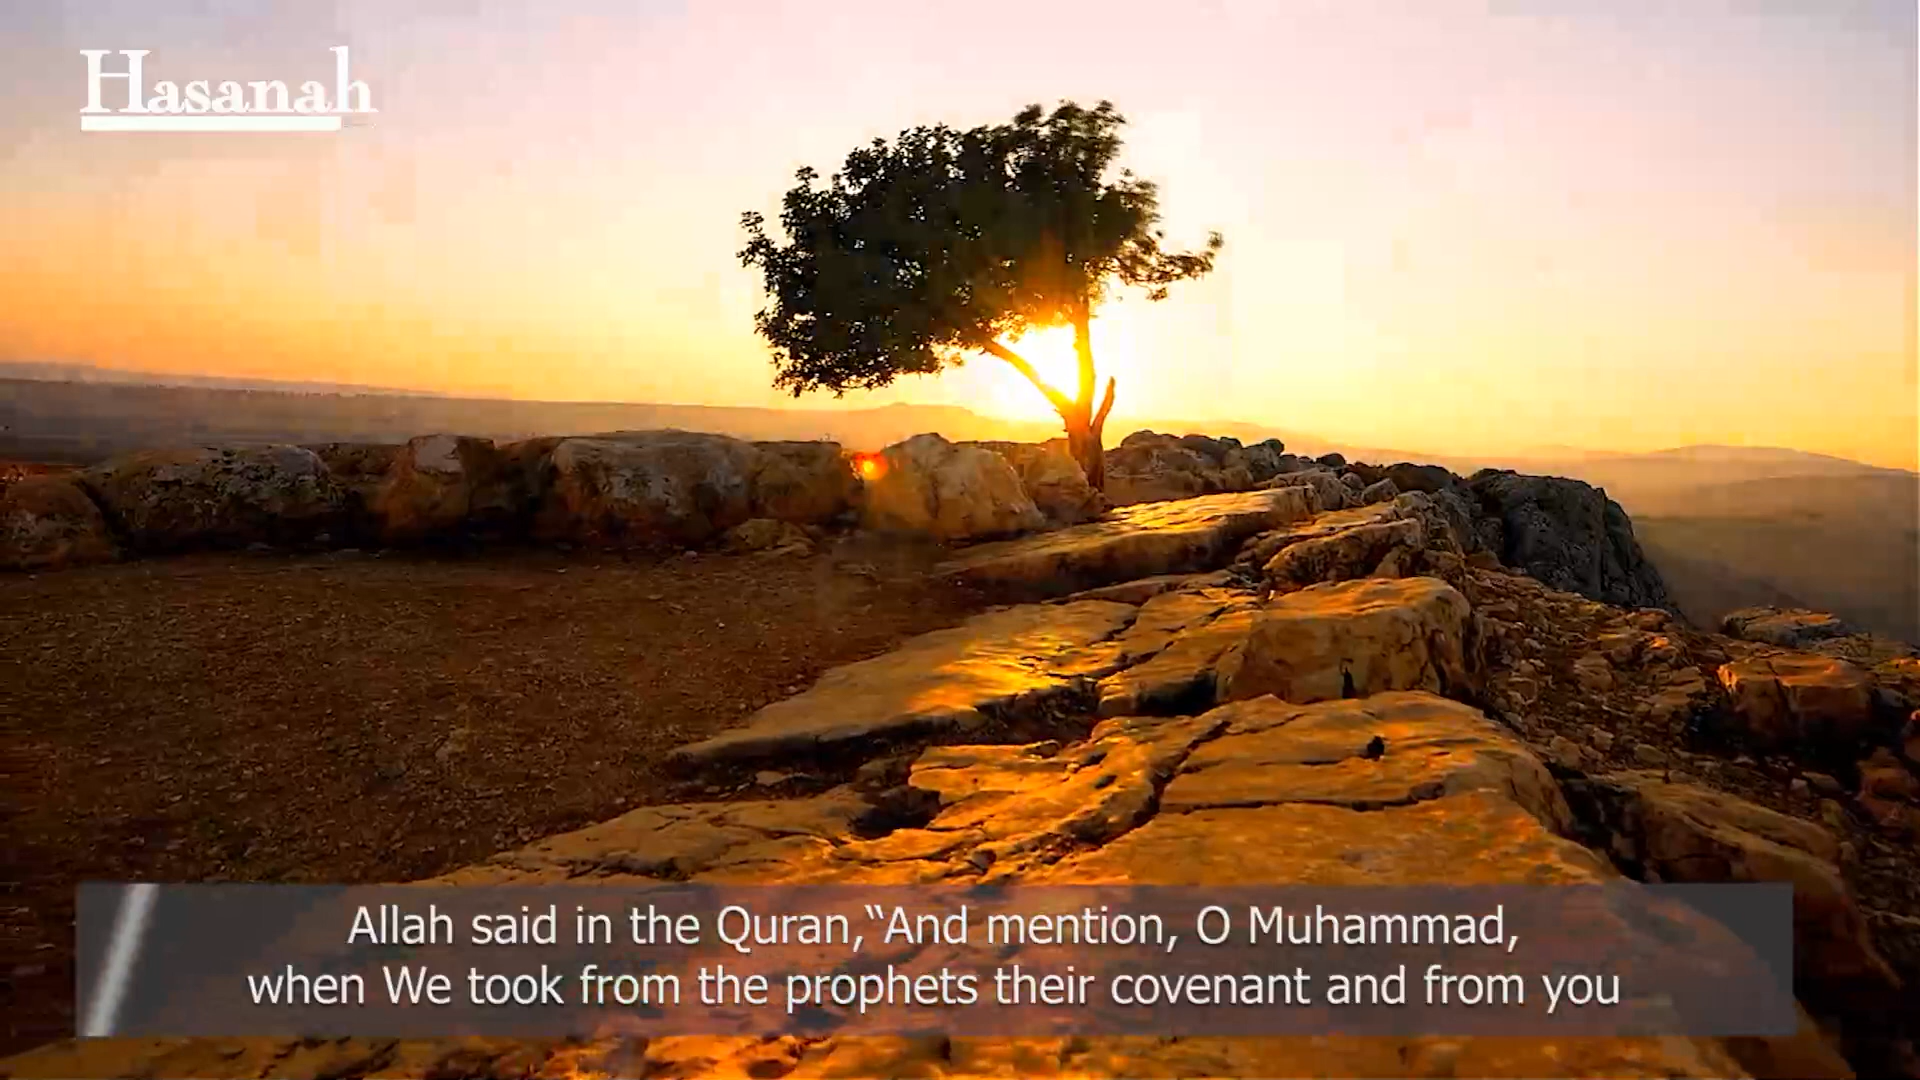 Hasanah
Allah said in the Quran,“And mention, O Muhammad,
when We took from the prophets their covenant and from you